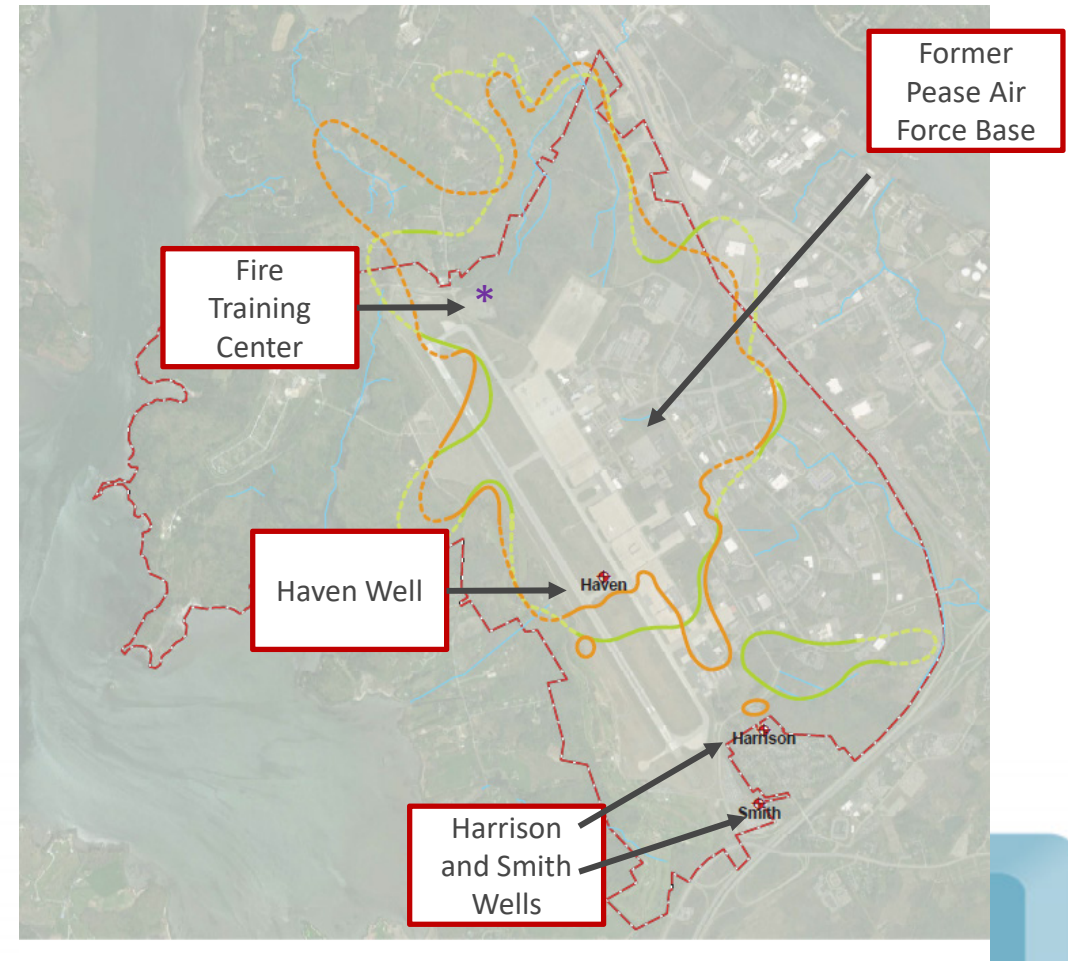 Former
Pease Air
Force Base
Fire
Training
Center
*
Haven Well
Haven
Harrison
Smith
Harrison
and Smith
Wells